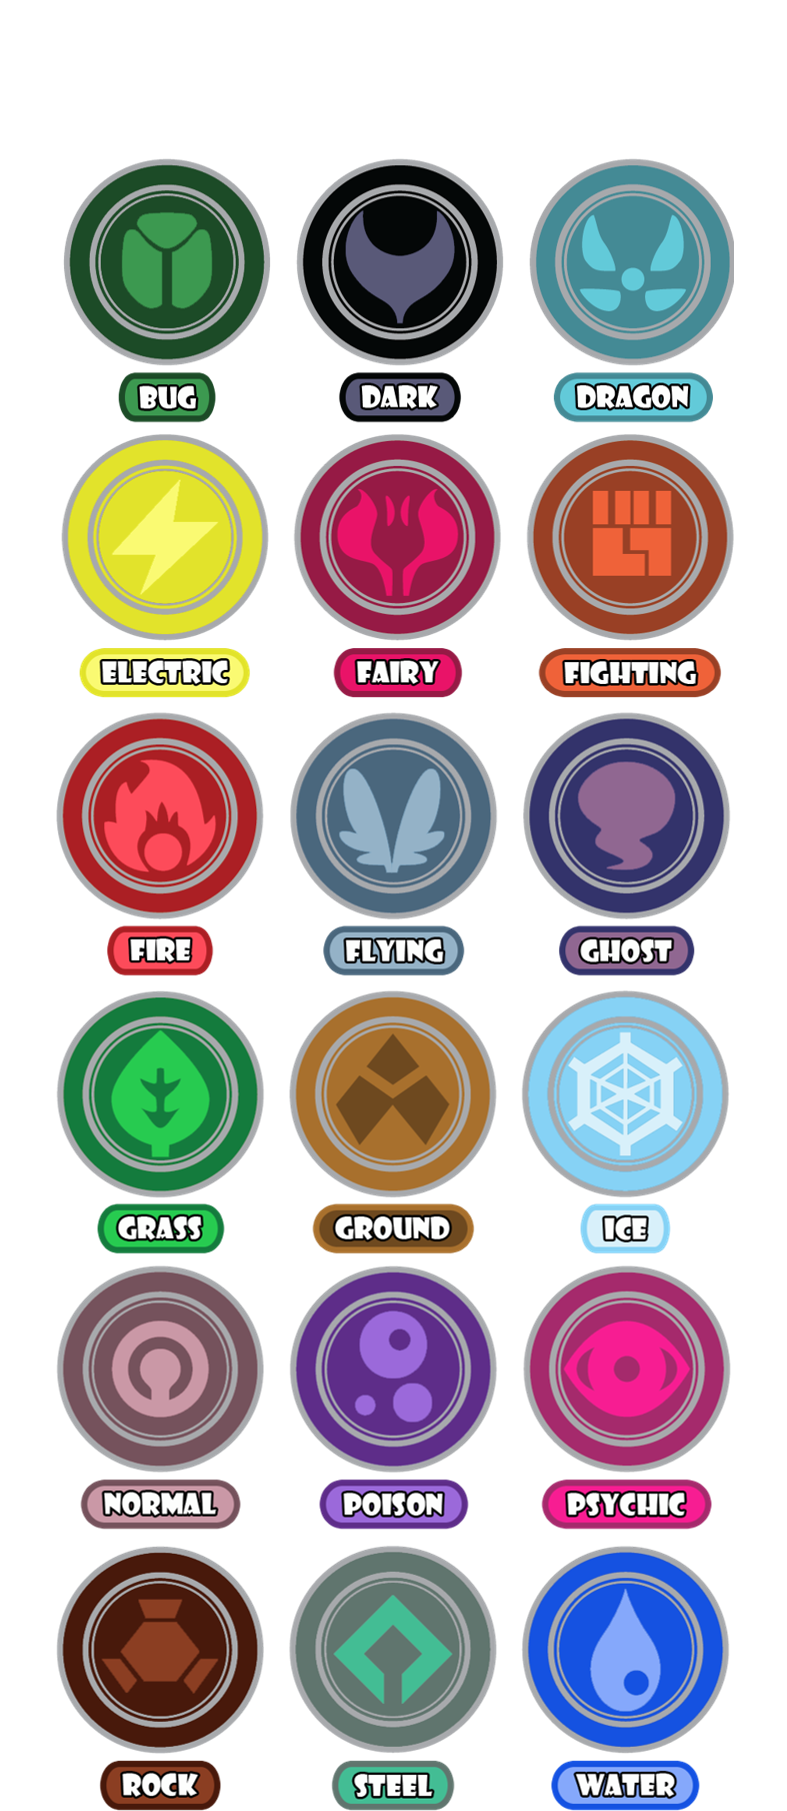 BUG
DARK
DRAGON
ELECTRIC
FAIRY
FIGHTING
FIRE
FLYING
GHOST
GRASS
GROUND
ICE
NORMAL
POISON
PSYCHIC
ROCK
STEEL
WATER